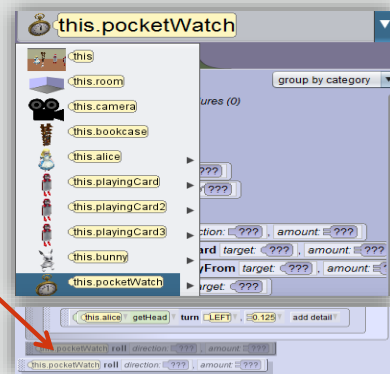 this.pocketWatch
this
this.room
group by category
this.camera
ures (0)
this.bookcase
this.alice
???
this.playingCard
???
this.playingCard2
ction: ??? , amount: ???
this.playingCard3
ard target: ??? , amount: ???
this.bunny
yFrom target: ??? , amount:
this.pocketWatch
rget: ???
this.alice getHead turn LEFT , 0.125 add detail
this.pocketWatch roll direction: ??? , amount: ???
this.pocketWatch roll direction: ??? , amount: ???